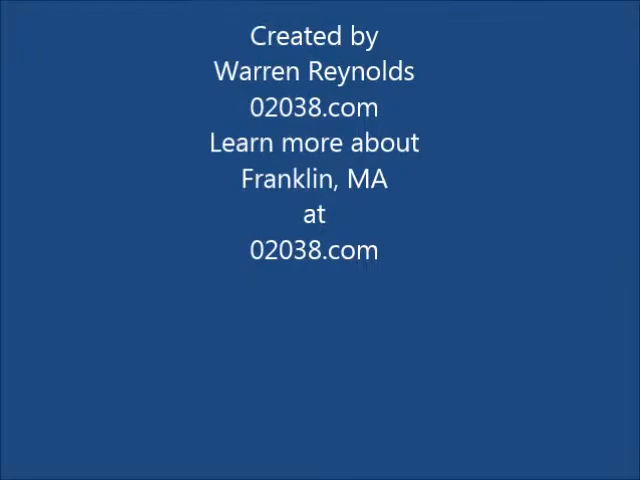 Created by
Warren Reynolds
02038.com
Learn more about
Franklin, MA
at
02038.com